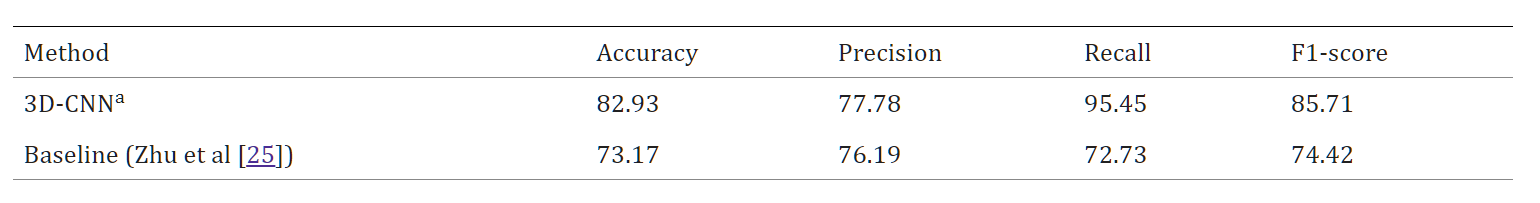 Method Accuracy Precision Recall F1-score
3D-CNNᵃ 82.93 77.78 95.45 85.71
Baseline (Zhu et al [25]) 73.17 76.19 72.73 74.42